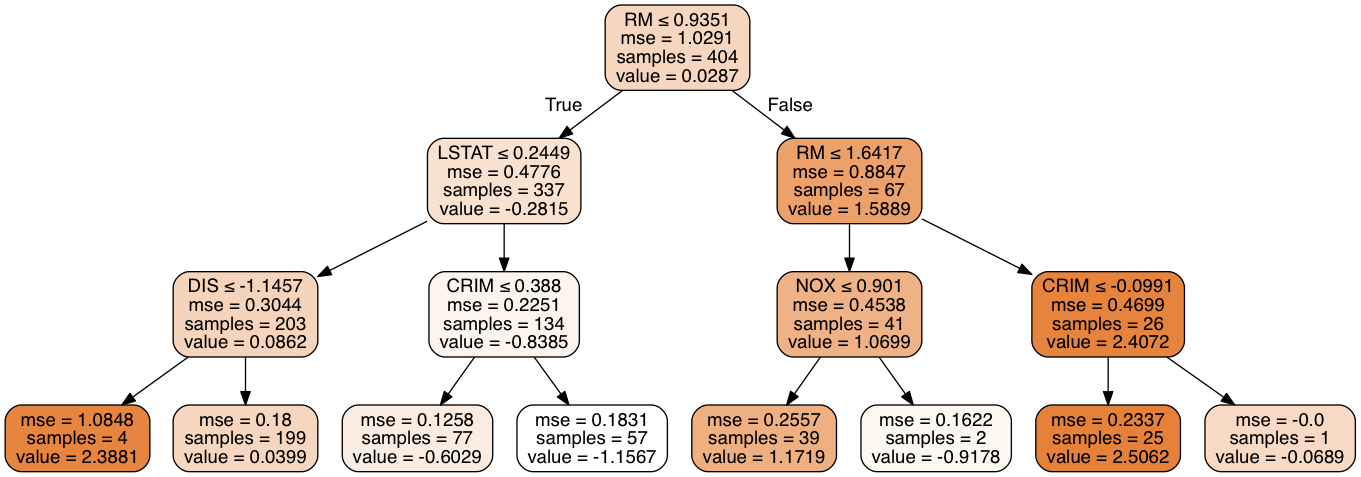 RM ≤ 0.9351
mse = 1.0291
samples = 404
value = 0.0287
True
False
LSTAT ≤ 0.2449
mse = 0.4776
samples = 337
value = -0.2815
RM ≤ 1.6417
mse = 0.8847
samples = 67
value = 1.5889
DIS ≤ -1.1457
mse = 0.3044
samples = 203
value = 0.0862
CRIM ≤ 0.388
mse = 0.2251
samples = 134
value = -0.8385
NOX ≤ 0.901
mse = 0.4538
samples = 41
value = 1.0699
CRIM ≤ -0.0991
mse = 0.4699
samples = 26
value = 2.4072
mse = 1.0848
samples = 4
value = 2.3881
mse = 0.18
samples = 199
value = 0.0399
mse = 0.1258
samples = 77
value = -0.6029
mse = 0.1831
samples = 57
value = -1.1567
mse = 0.2557
samples = 39
value = 1.1719
mse = 0.1622
samples = 2
value = -0.9178
mse = 0.2337
samples = 25
value = 2.5062
mse = -0.0
samples = 1
value = -0.0689